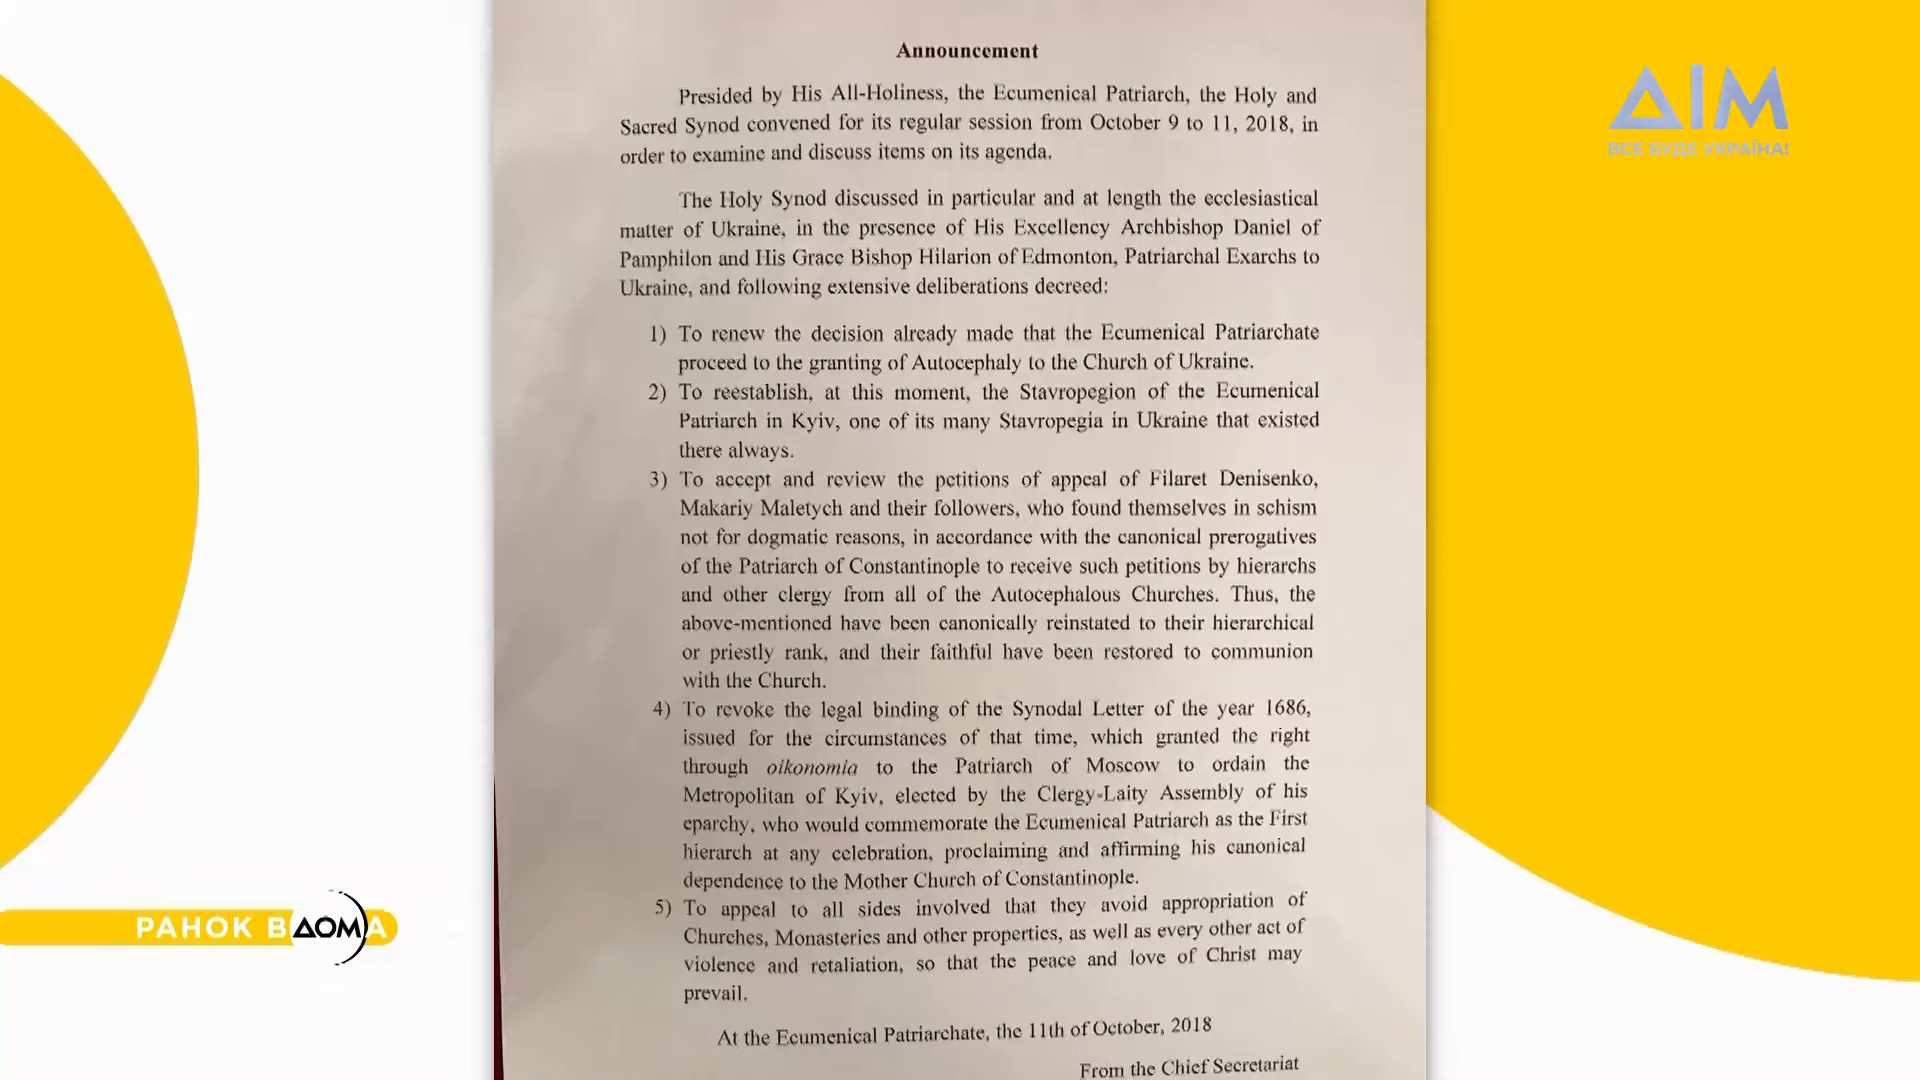 Announcement
Presided by His All-Holiness, the Ecumenical Patriarch, the Holy and
Sacred Synod convened for its regular session from October 9 to 11, 2018, in
order to examine and discuss items on its agenda.
The Holy Synod discussed in particular and at length the ecclesiastical
matter of Ukraine, in the presence of His Excellency Archbishop Daniel of
Pamphilon and His Grace Bishop Hilarion of Edmonton, Patriarchal Exarchs to
Ukraine, and following extensive deliberations decreed:
1) To renew the decision already made that the Ecumenical Patriarchate
proceed to the granting of Autocephaly to the Church of Ukraine.
2) To reestablish, at this moment, the Stavropegion of the Ecumenical
Patriarch in Kyiv, one of its many Stavropegia in Ukraine that existed
there always.
3) To accept and review the petitions of appeal of Filaret Denisenko,
Makariy Maletych and their followers, who found themselves in schism
not for dogmatic reasons, in accordance with the canonical prerogatives
of the Patriarch of Constantinople to receive such petitions by hierarchs
and other clergy from all of the Autocephalous Churches. Thus, the
above-mentioned have been canonically reinstated to their hierarchical
or priestly rank, and their faithful have been restored to communion
with the Church.
4) To revoke the legal binding of the Synodal Letter of the year 1686,
issued for the circumstances of that time, which granted the right
through oikonomia to the Patriarch of Moscow to ordain the
Metropolitan of Kyiv, elected by the Clergy-Laity Assembly of his
eparchy, who would commemorate the Ecumenical Patriarch as the First
hierarch at any celebration, proclaiming and affirming his canonical
dependence to the Mother Church of Constantinople.
5) To appeal to all sides involved that they avoid appropriation of
Churches, Monasteries and other properties, as well as every other act of
violence and retaliation, so that the peace and love of Christ may
prevail.
At the Ecumenical Patriarchate, the 11th of October, 2018
From the Chief Secretariat
ДІМ
ВСЕ БУДЕ УКРАЇНА!
РАНОК ВДОМА